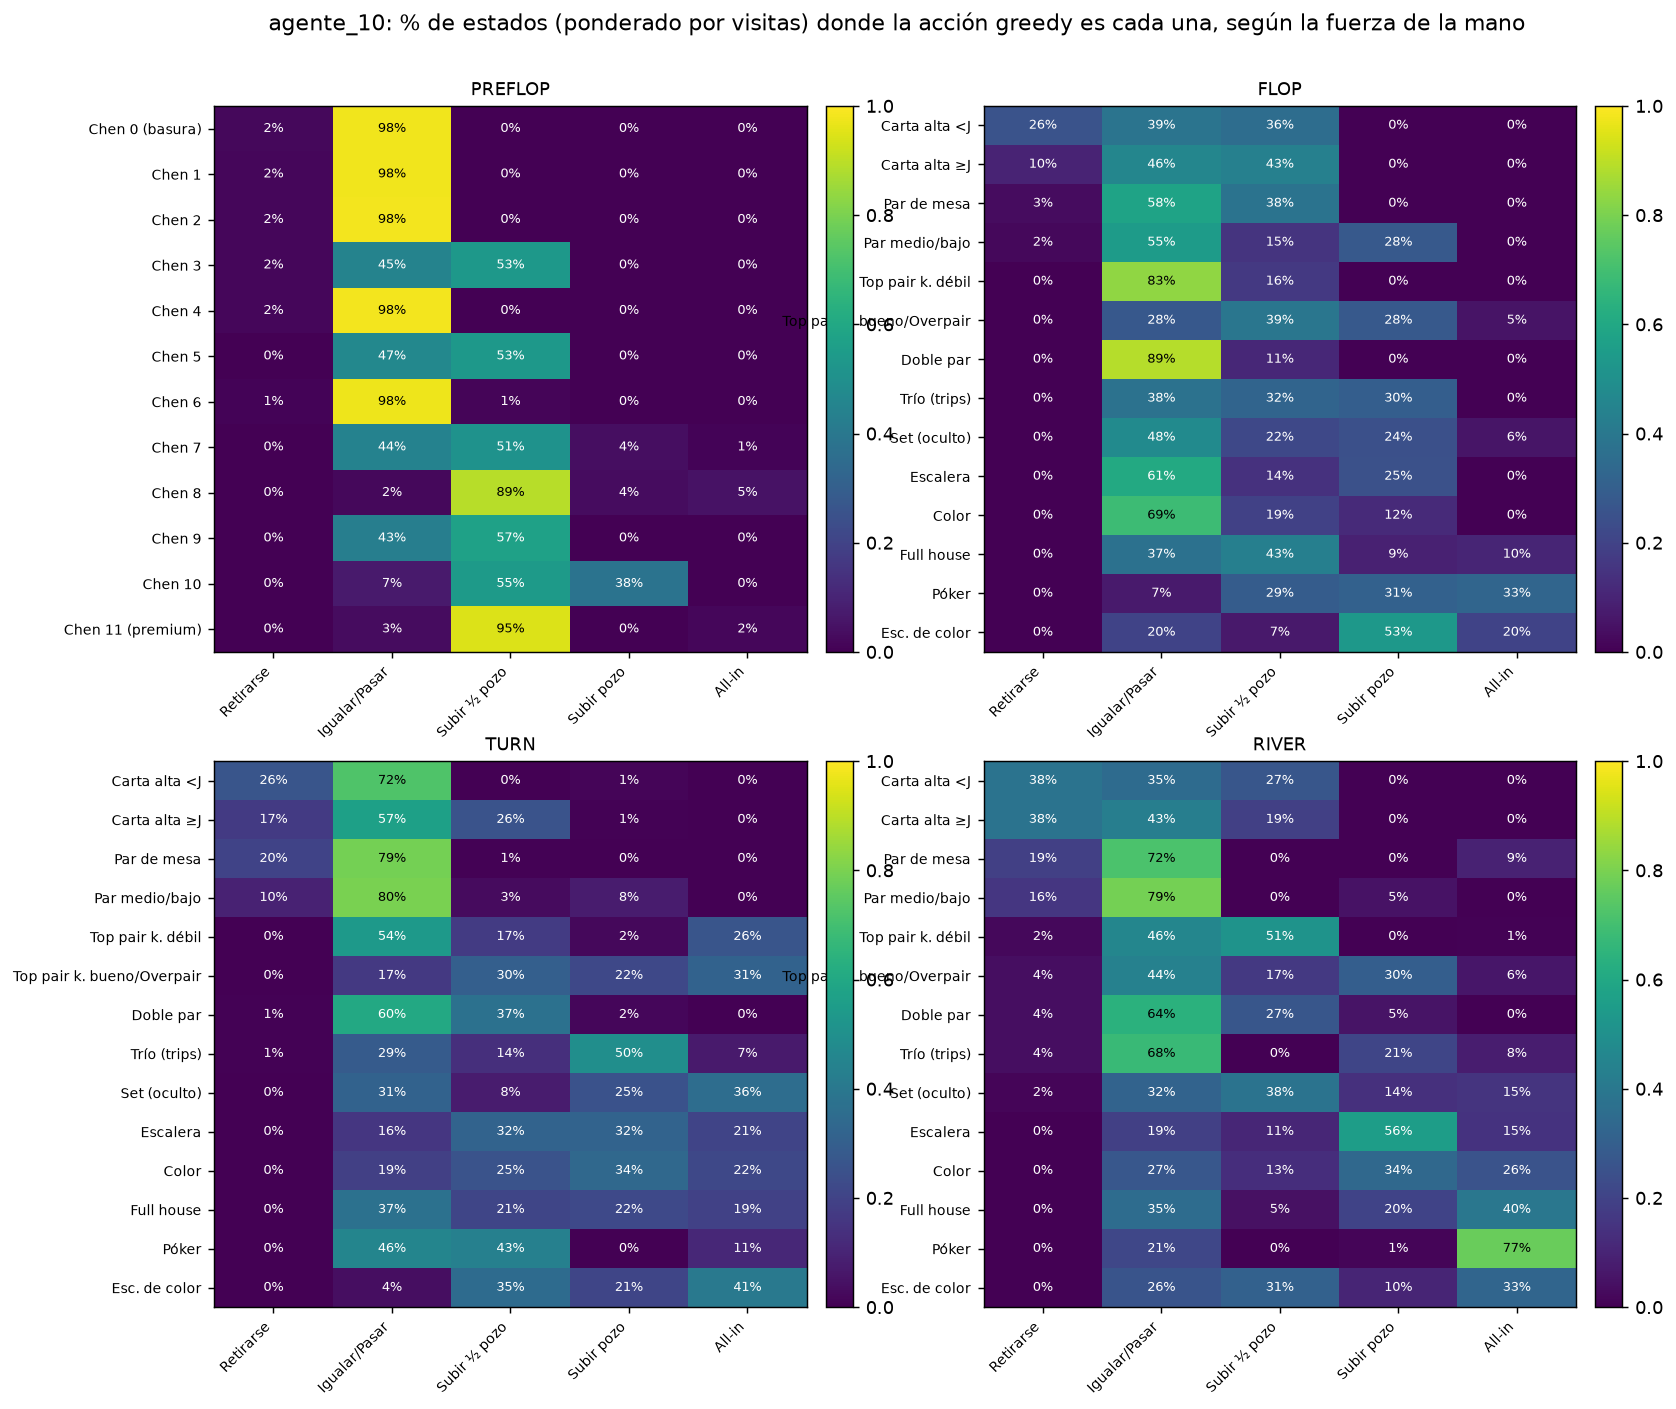 agente_10: % de estados (ponderado por visitas) donde la acción greedy es cada una, según la fuerza de la mano
PREFLOP
Chen 0 (basura) 2% 98% 0% 0% 0%
Chen 1 2% 98% 0% 0% 0%
Chen 2 2% 98% 0% 0% 0%
Chen 3 2% 45% 53% 0% 0%
Chen 4 2% 98% 0% 0% 0%
Chen 5 0% 47% 53% 0% 0%
Chen 6 1% 98% 1% 0% 0%
Chen 7 0% 44% 51% 4% 1%
Chen 8 0% 2% 89% 4% 5%
Chen 9 0% 43% 57% 0% 0%
Chen 10 0% 7% 55% 38% 0%
Chen 11 (premium) 0% 3% 95% 0% 2%
Retirarse Igualar/Pasar Subir ½ pozo Subir pozo All-in
1.0
0.8
0.6
0.4
0.2
0.0
FLOP
Carta alta <J 26% 39% 36% 0% 0%
Carta alta ≥J 10% 46% 43% 0% 0%
Par de mesa 3% 58% 38% 0% 0%
Par medio/bajo 2% 55% 15% 28% 0%
Top pair k. débil 0% 83% 16% 0% 0%
Top pa bueno/Overpair 0% 28% 39% 28% 5%
Doble par 0% 89% 11% 0% 0%
Trío (trips) 0% 38% 32% 30% 0%
Set (oculto) 0% 48% 22% 24% 6%
Escalera 0% 61% 14% 25% 0%
Color 0% 69% 19% 12% 0%
Full house 0% 37% 43% 9% 10%
Póker 0% 7% 29% 31% 33%
Esc. de color 0% 20% 7% 53% 20%
Retirarse Igualar/Pasar Subir ½ pozo Subir pozo All-in
1.0
0.8
0.6
0.4
0.2
0.0
TURN
Carta alta <J 26% 72% 0% 1% 0%
Carta alta ≥J 17% 57% 26% 1% 0%
Par de mesa 20% 79% 1% 0% 0%
Par medio/bajo 10% 80% 3% 8% 0%
Top pair k. débil 0% 54% 17% 2% 26%
Top pair k. bueno/Overpair 0% 17% 30% 22% 31%
Doble par 1% 60% 37% 2% 0%
Trío (trips) 1% 29% 14% 50% 7%
Set (oculto) 0% 31% 8% 25% 36%
Escalera 0% 16% 32% 32% 21%
Color 0% 19% 25% 34% 22%
Full house 0% 37% 21% 22% 19%
Póker 0% 46% 43% 0% 11%
Esc. de color 0% 4% 35% 21% 41%
Retirarse Igualar/Pasar Subir ½ pozo Subir pozo All-in
1.0
0.8
0.6
0.4
0.2
0.0
RIVER
Carta alta <J 38% 35% 27% 0% 0%
Carta alta ≥J 38% 43% 19% 0% 0%
Par de mesa 19% 72% 0% 0% 9%
Par medio/bajo 16% 79% 0% 5% 0%
Top pair k. débil 2% 46% 51% 0% 1%
Top pa bueno/Overpair 4% 44% 17% 30% 6%
Doble par 4% 64% 27% 5% 0%
Trío (trips) 4% 68% 0% 21% 8%
Set (oculto) 2% 32% 38% 14% 15%
Escalera 0% 19% 11% 56% 15%
Color 0% 27% 13% 34% 26%
Full house 0% 35% 5% 20% 40%
Póker 0% 21% 0% 1% 77%
Esc. de color 0% 26% 31% 10% 33%
Retirarse Igualar/Pasar Subir ½ pozo Subir pozo All-in
1.0
0.8
0.6
0.4
0.2
0.0